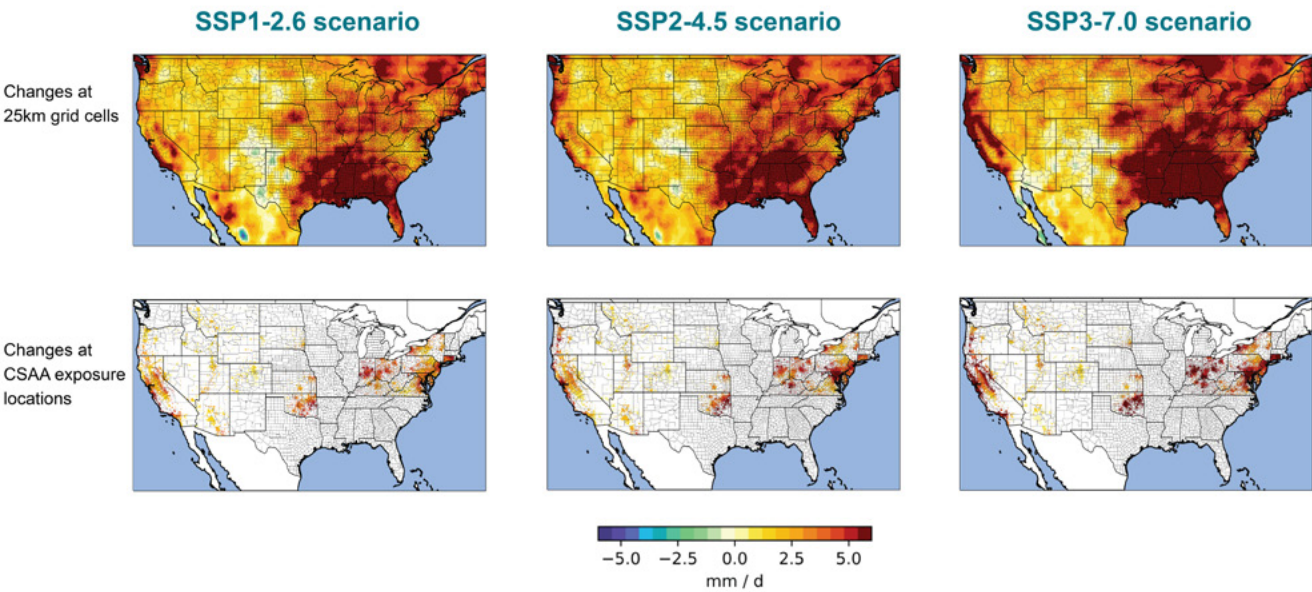 SSP1-2.6 scenario
SSP2-4.5 scenario
SSP3-7.0 scenario
Changes at
25km grid cells
Changes at
CSAA exposure
locations
−5.0 −2.5 0.0 2.5 5.0
mm / d